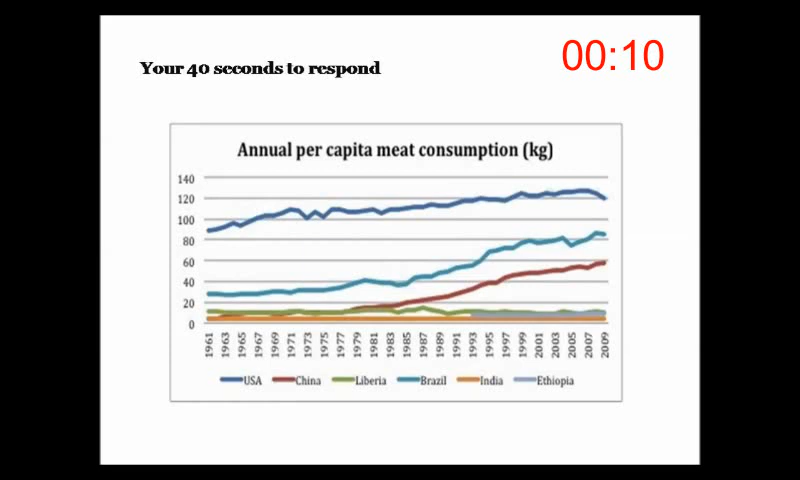 Your 40 seconds to respond
00:10
Annual per capita meat consumption (kg)
140
120
100
80
60
40
20
0
1961 1963 1965 1967 1969 1971 1973 1975 1977 1979 1981 1983 1985 1987 1989 1991 1993 1995 1997 1999 2001 2003 2005 2007 2009
USA China Liberia Brazil India Ethiopia